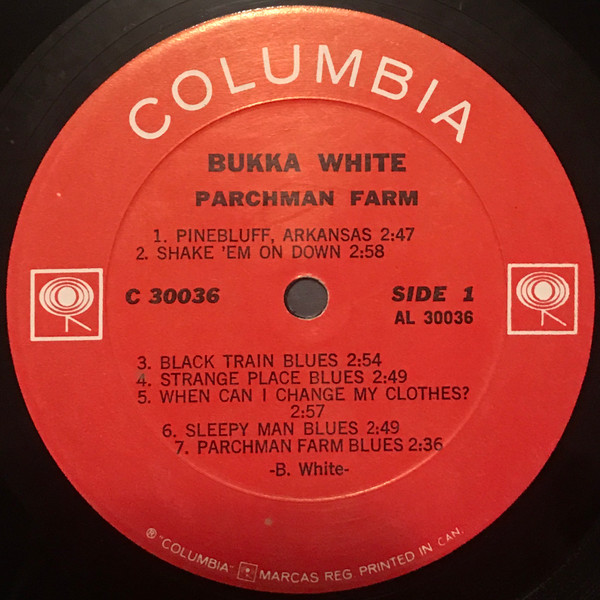 COLUMBIA
BUKKA WHITE
PARCHMAN FARM
1. PINEBLUFF, ARKANSAS 2:47
2. SHAKE 'EM ON DOWN 2:58
C 30036
SIDE 1
AL 30036
3. BLACK TRAIN BLUES 2:54
4. STRANGE PLACE BLUES 2:49
5. WHEN CAN I CHANGE MY CLOTHES?
2:57
6. SLEEPY MAN BLUES 2:49
7. PARCHMAN FARM BLUES 2:36
-B. White-
® "COLUMBIA" MARCAS REG. PRINTED IN CAN.